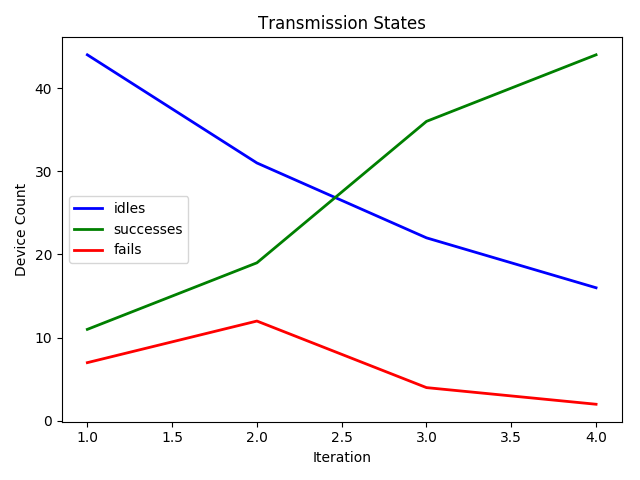 Transmission States
Device Count
40
30
20
10
0
idles
successes
fails
1.0 1.5 2.0 2.5 3.0 3.5 4.0
Iteration